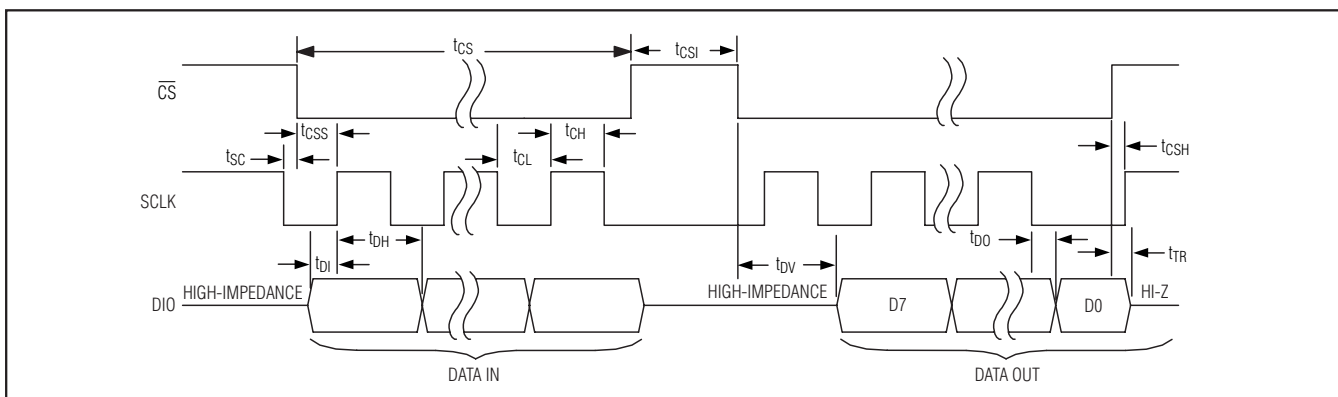 tCS
tCSI
CS
tCSS
tCH
tSC
tCL
tCSH
SCLK
tDH
tDO
tDI
tDV
tTR
HIGH-IMPEDANCE
HIGH-IMPEDANCE
HI-Z
DIO
D7
D0
DATA IN
DATA OUT